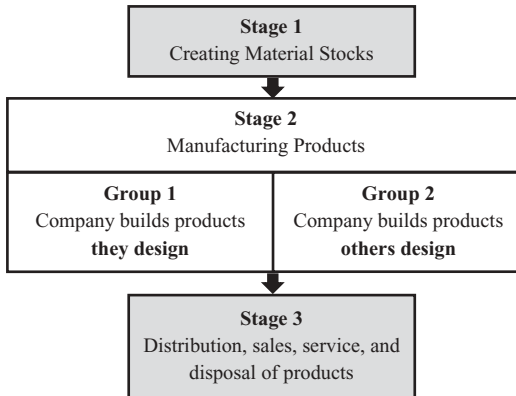 Stage 1
Creating Material Stocks
Stage 2
Manufacturing Products
Group 1
Company builds products
they design
Group 2
Company builds products
others design
Stage 3
Distribution, sales, service, and
disposal of products